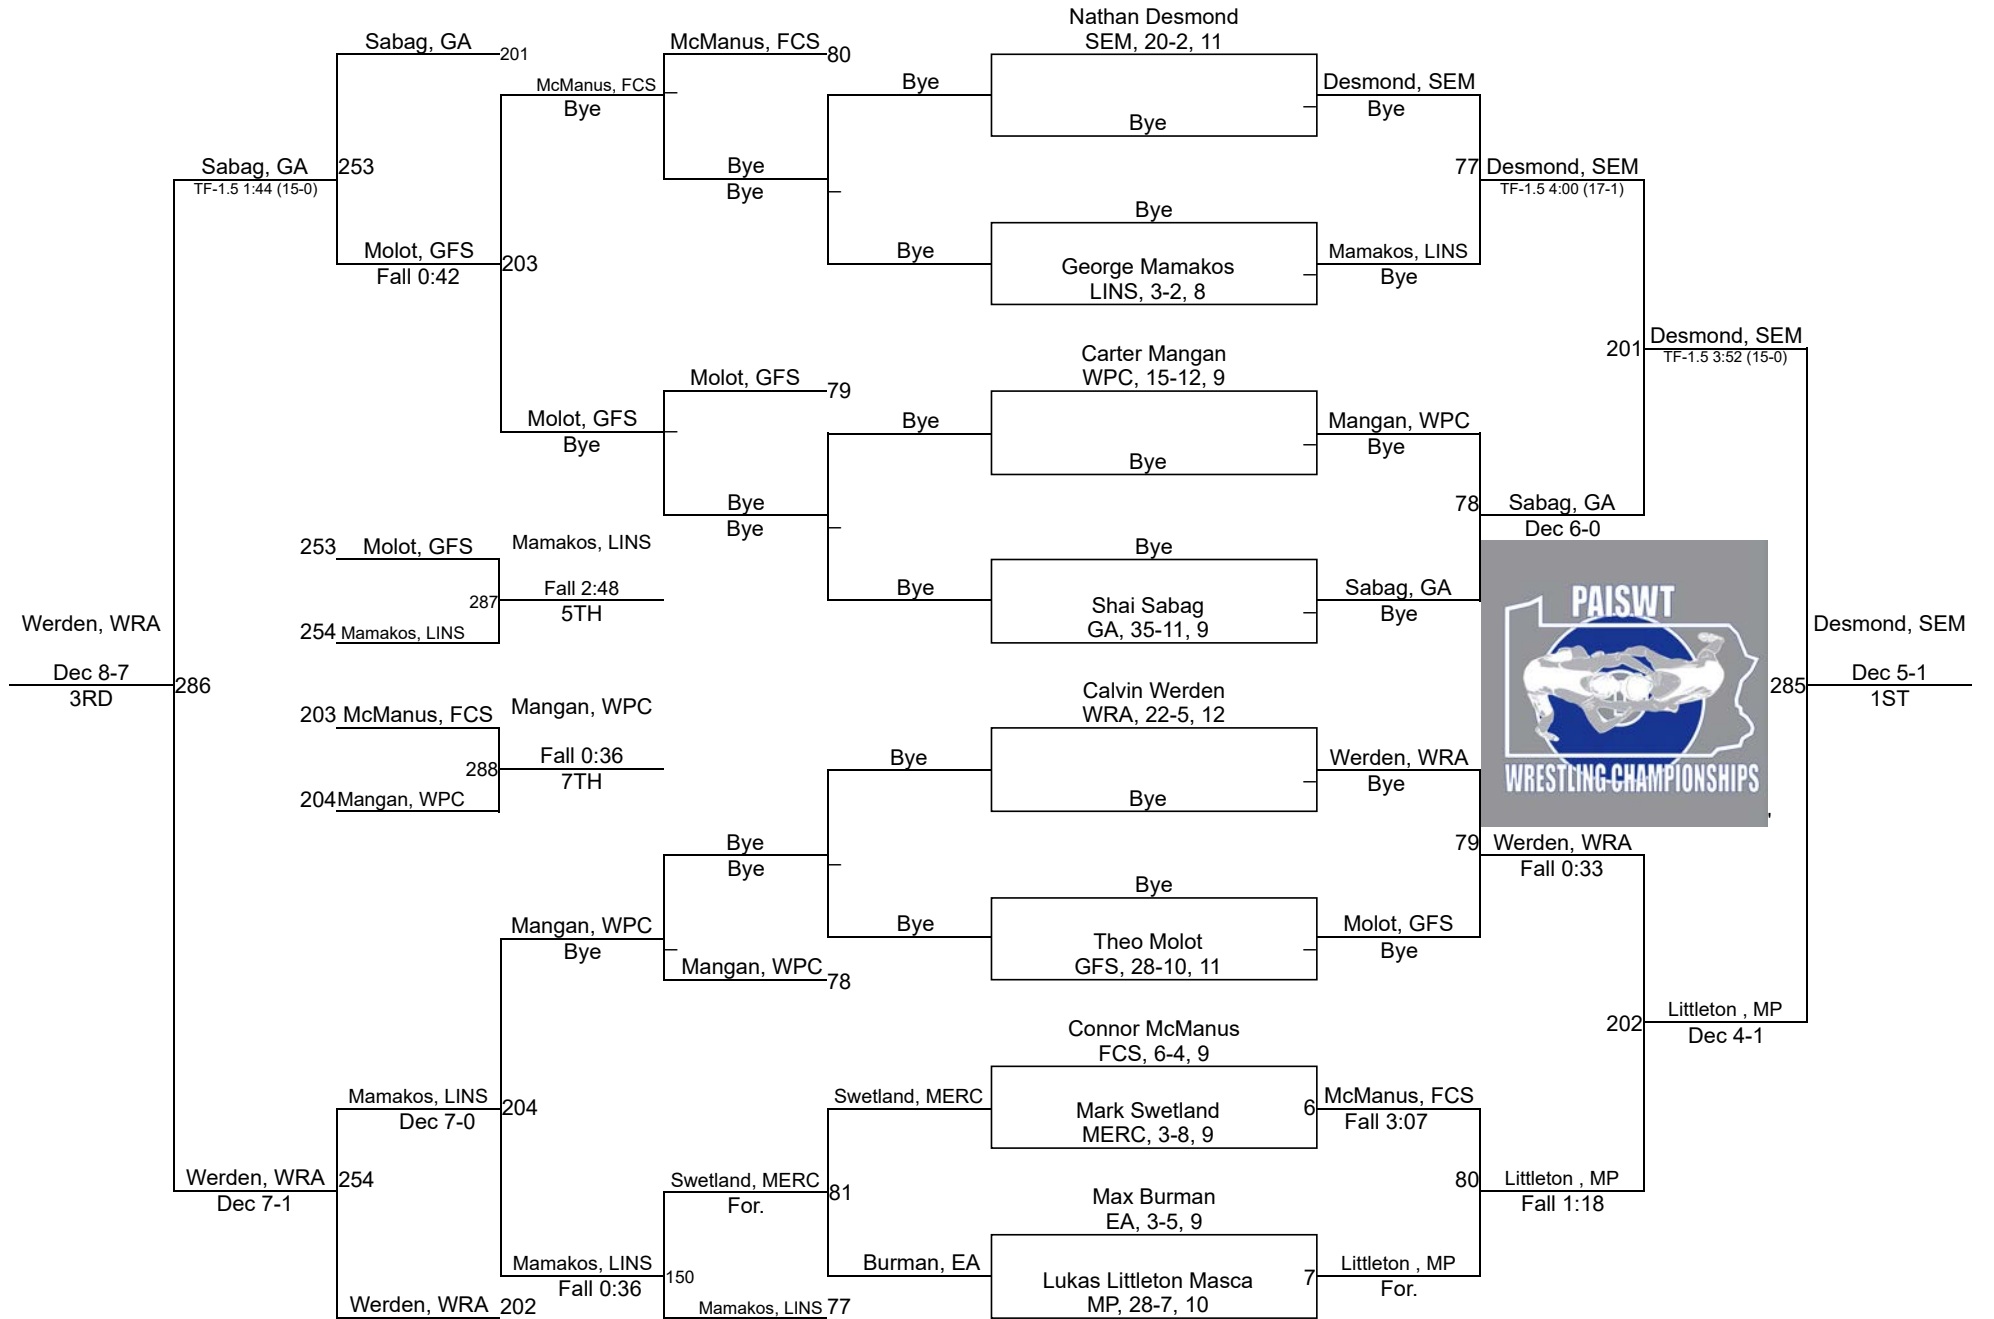 Nathan Desmond
SEM, 20-2, 11
Sabag, GA
201
McManus, FCS
80
McManus, FCS
Bye
Bye
Bye
Desmond, SEM
Bye
Sabag, GA
TF-1.5 1:44 (15-0)
253
Bye
Bye
77
Desmond, SEM
TF-1.5 4:00 (17-1)
Molot, GFS
Fall 0:42
203
Bye
Bye
George Mamakos
LINS, 3-2, 8
Mamakos, LINS
Bye
201
Desmond, SEM
TF-1.5 3:52 (15-0)
Carter Mangan
WPC, 15-12, 9
Molot, GFS
79
Molot, GFS
Bye
Bye
Bye
Mangan, WPC
Bye
Bye
Bye
78
Sabag, GA
Dec 6-0
253
Molot, GFS
Mamakos, LINS
287
Fall 2:48
5TH
254
Mamakos, LINS
Bye
Bye
Shai Sabag
GA, 35-11, 9
Sabag, GA
Bye
PAISWT
WRESTLING CHAMPIONSHIPS
Werden, WRA
Dec 8-7
3RD
286
Desmond, SEM
285
Dec 5-1
1ST
203
McManus, FCS
Mangan, WPC
288
Fall 0:36
7TH
204
Mangan, WPC
Calvin Werden
WRA, 22-5, 12
Bye
Bye
Werden, WRA
Bye
Bye
Bye
79
Werden, WRA
Fall 0:33
Mangan, WPC
Bye
Mangan, WPC
78
Bye
Bye
Theo Molot
GFS, 28-10, 11
Molot, GFS
Bye
202
Littleton , MP
Dec 4-1
Connor McManus
FCS, 6-4, 9
Mamakos, LINS
Dec 7-0
204
Swetland, MERC
Mark Swetland
MERC, 3-8, 9
6
McManus, FCS
Fall 3:07
Werden, WRA
Dec 7-1
254
Swetland, MERC
For.
81
80
Littleton , MP
Fall 1:18
Max Burman
EA, 3-5, 9
Mamakos, LINS
Fall 0:36
150
Burman, EA
Lukas Littleton Masca
MP, 28-7, 10
7
Littleton , MP
For.
Werden, WRA
202
Mamakos, LINS
77